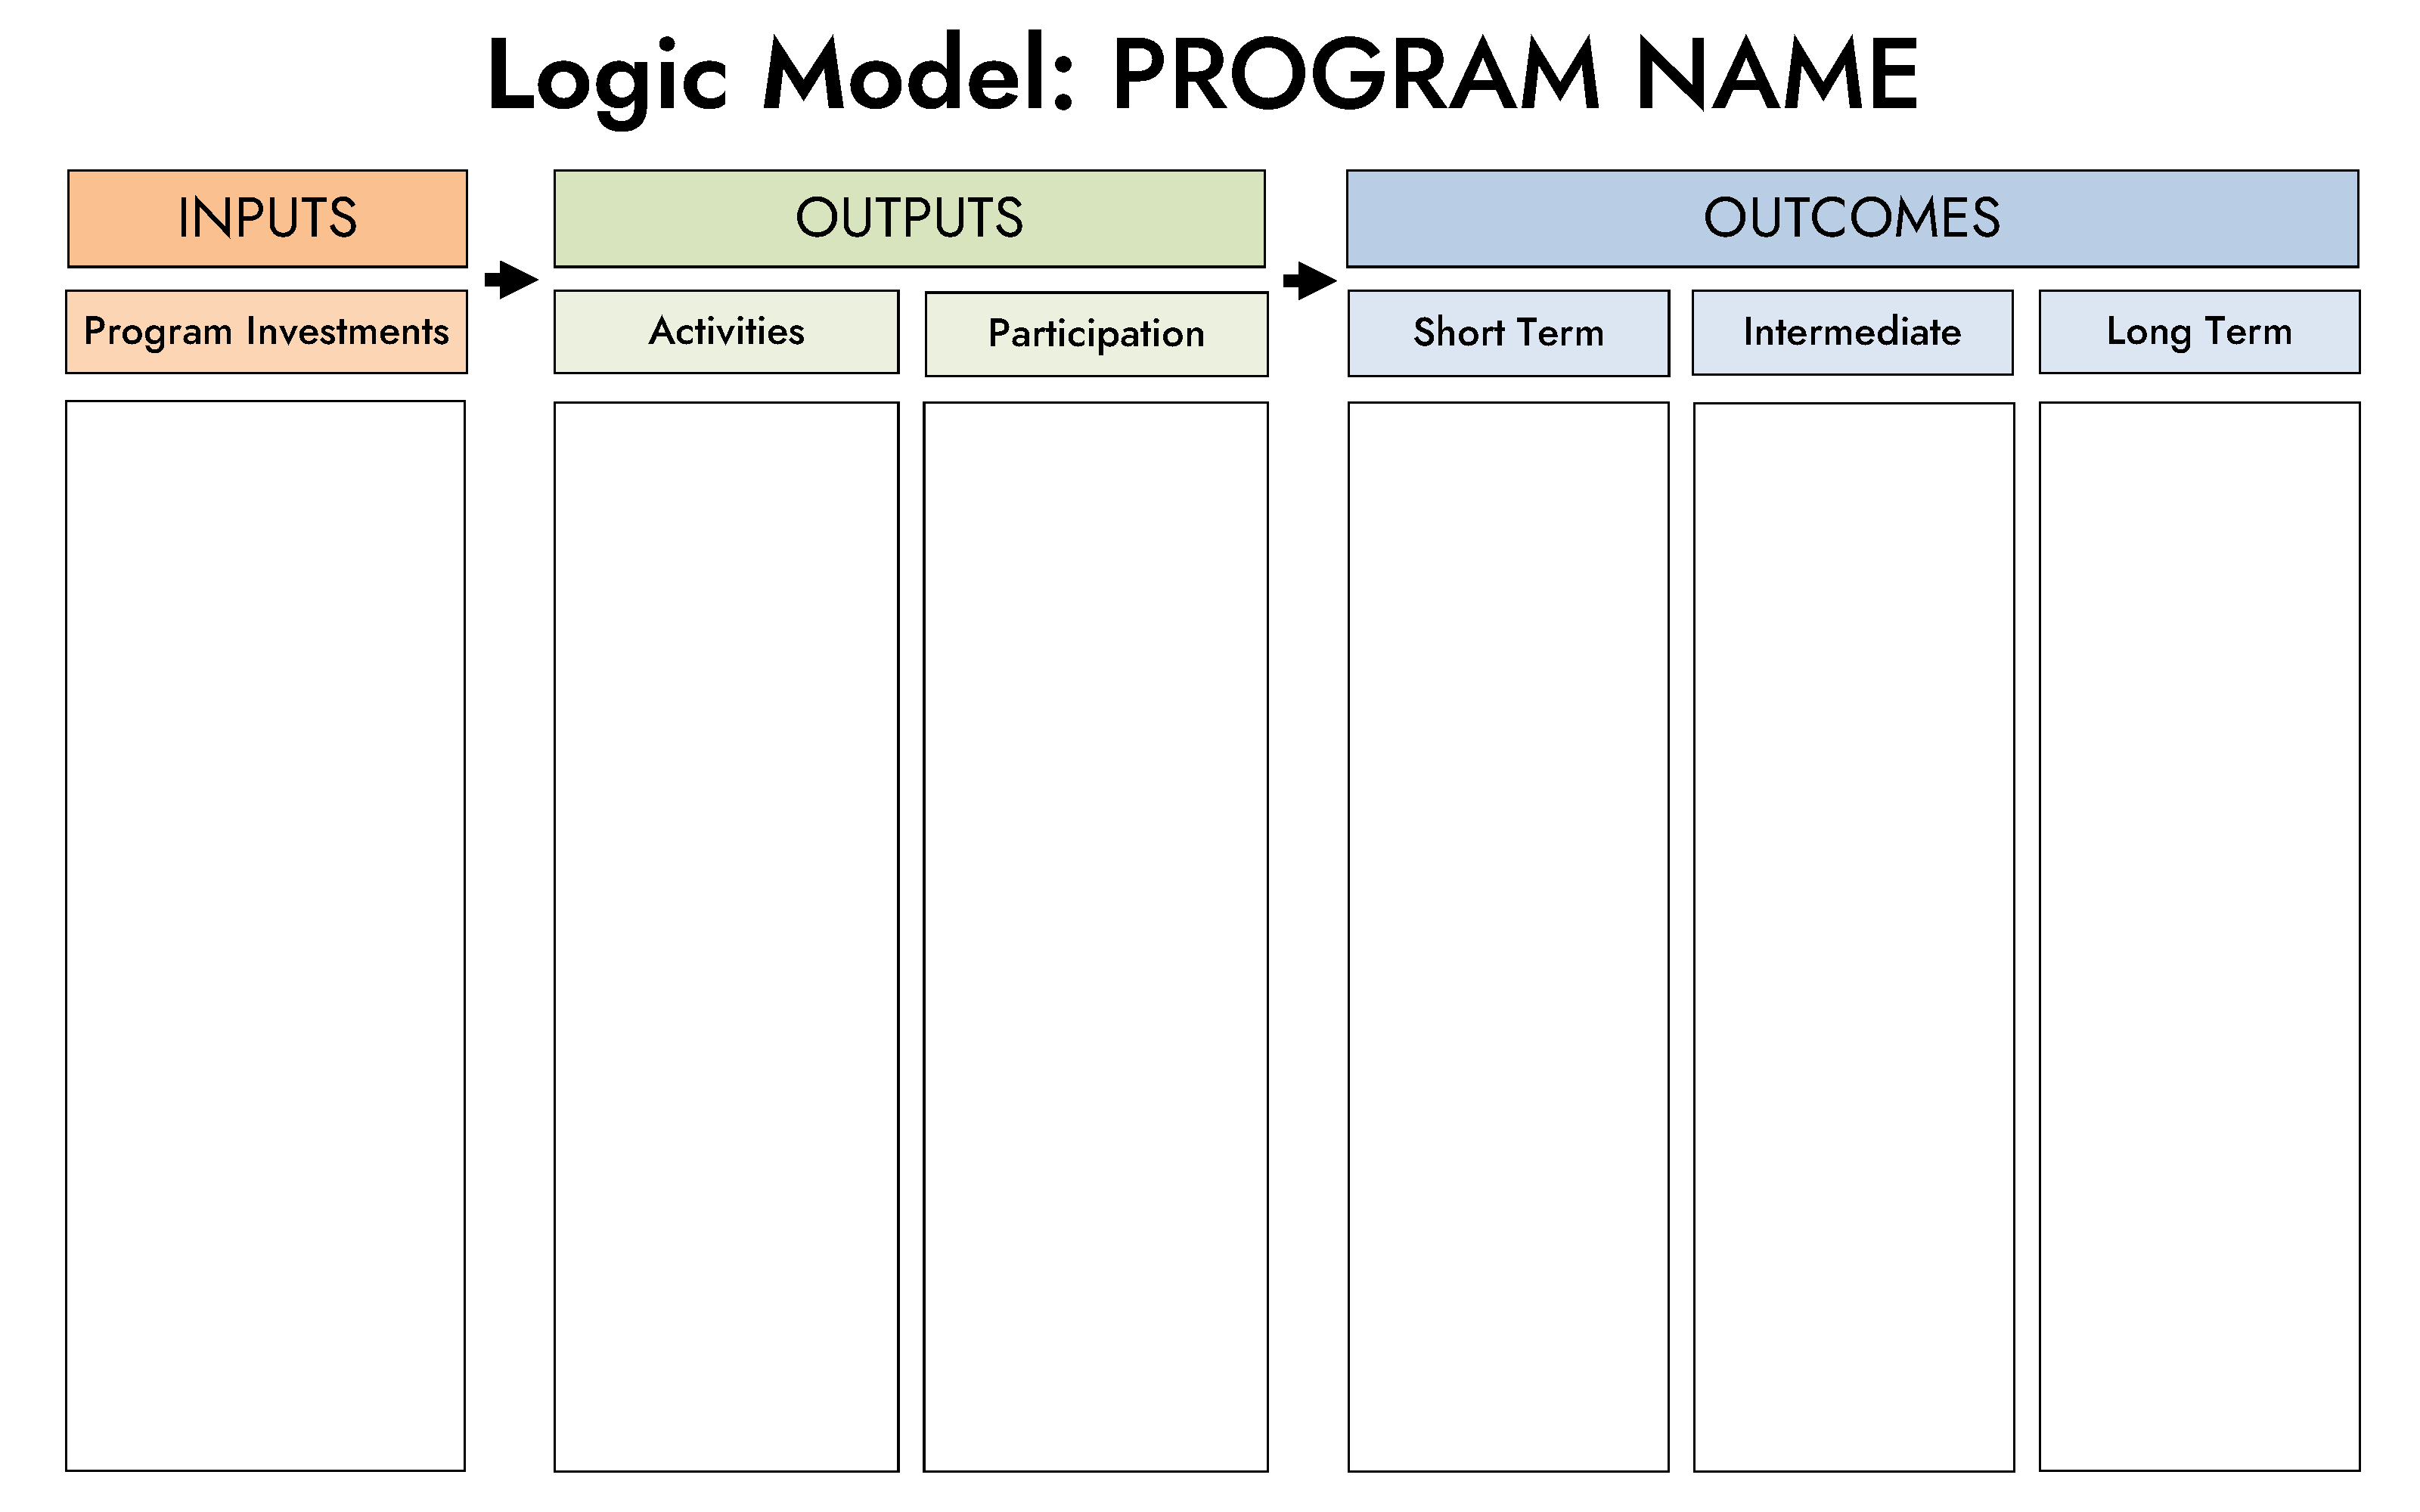 Logic Model: PROGRAM NAME
INPUTS
OUTPUTS
OUTCOMES
Program Investments
Activities
Participation
Short Term
Intermediate
Long Term